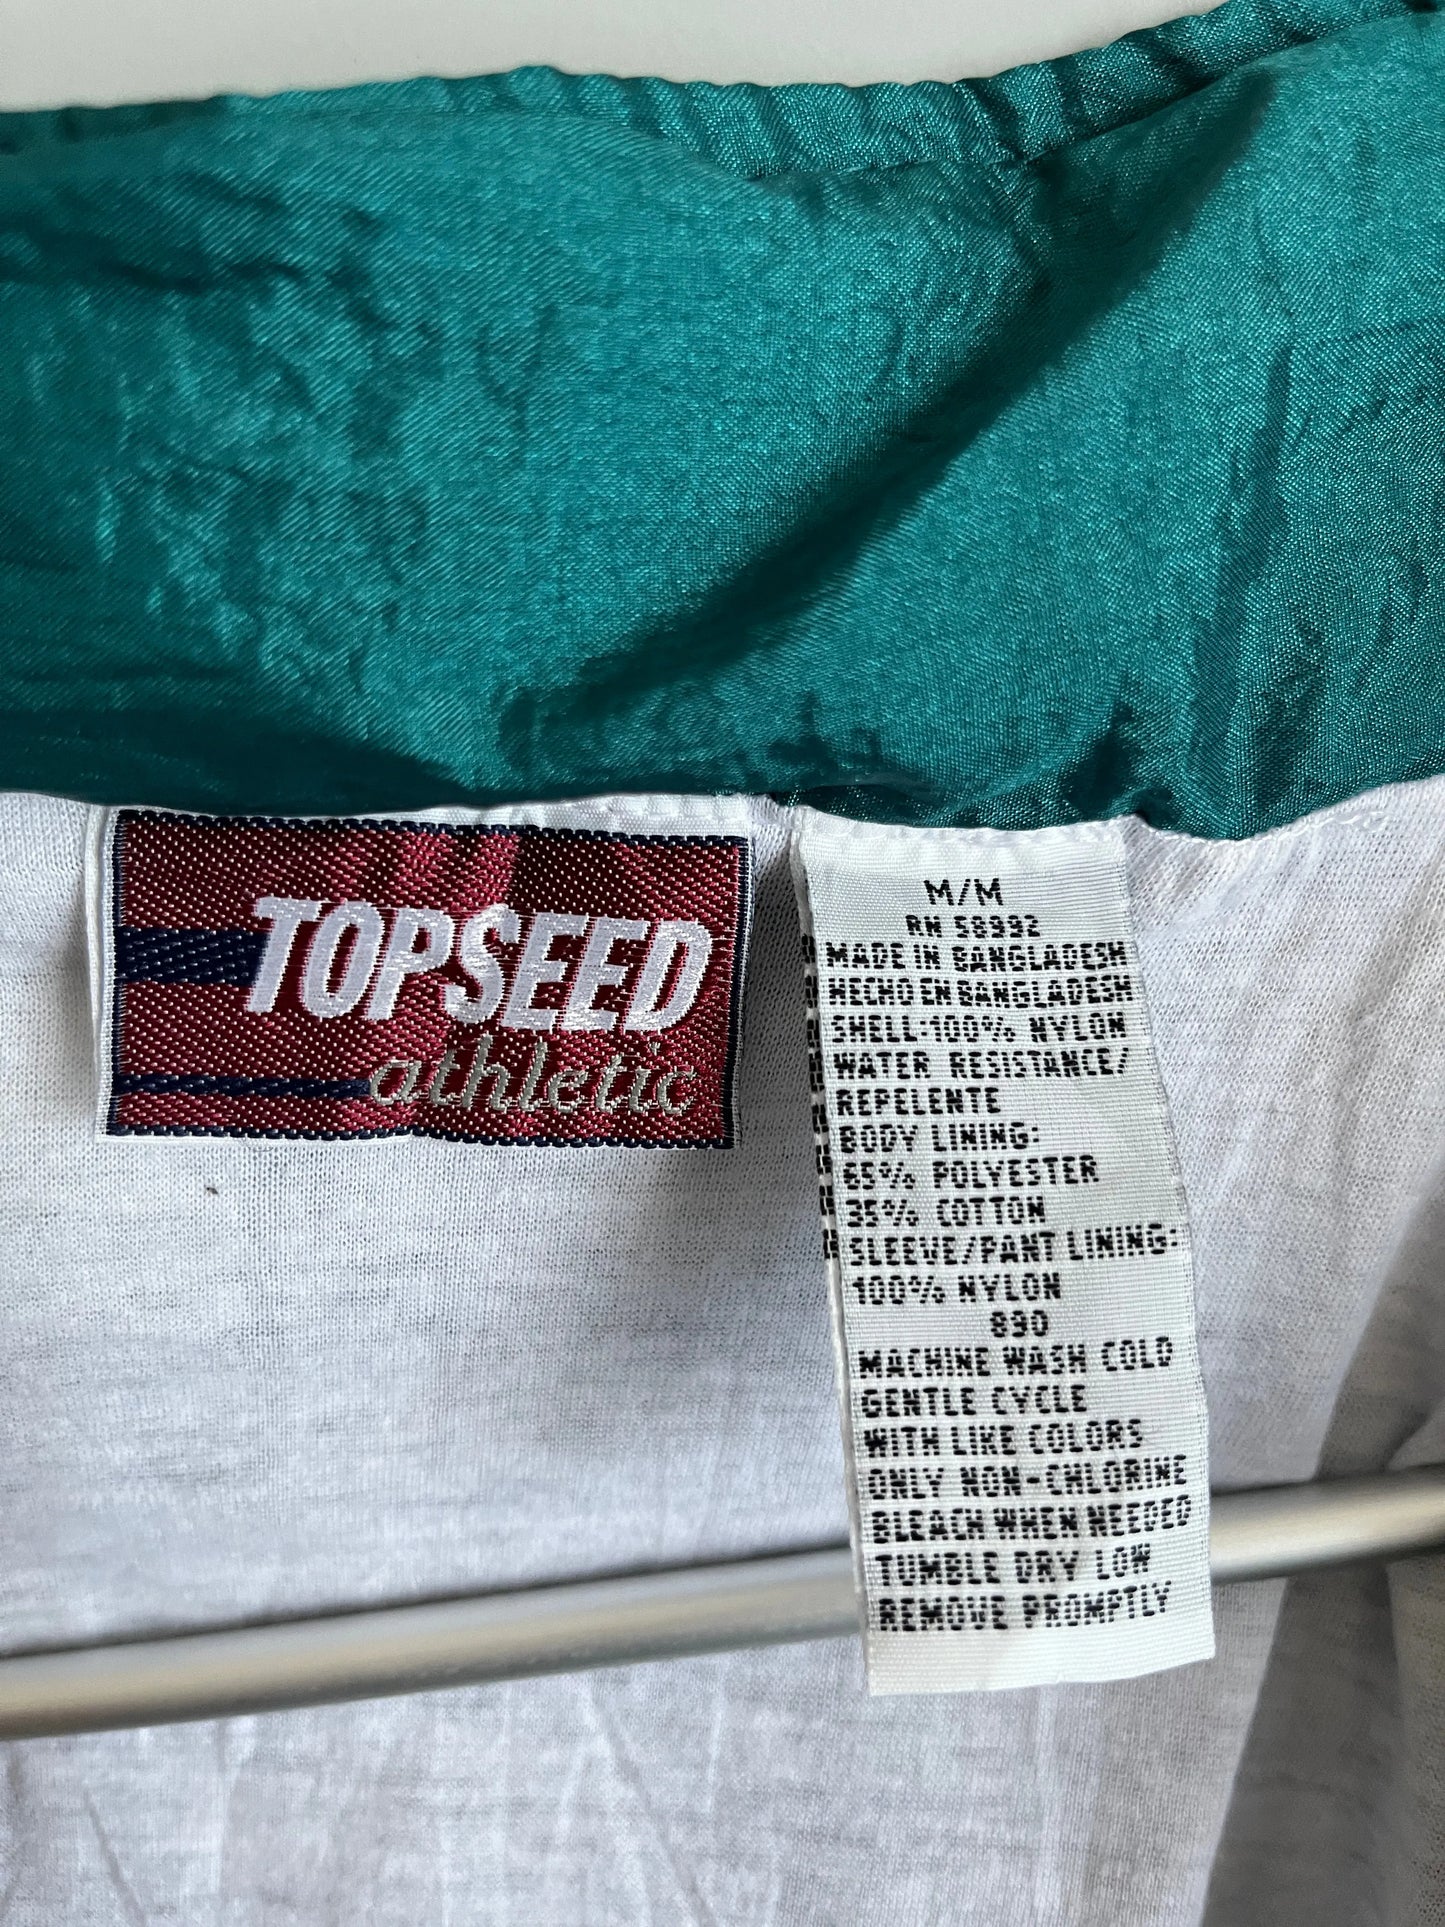 TOPSEED
athletic
M/M
RN 58992
MADE IN BANGLADESH
HECHO EN BANGLADESH
SHELL:100% NYLON
WATER RESISTANCE/
REPELENTE
BODY LINING:
65% POLYESTER
35% COTTON
SLEEVE/PANT LINING:
100% NYLON
830
MACHINE WASH COLD
GENTLE CYCLE
WITH LIKE COLORS
ONLY NON-CHLORINE
BLEACH WHEN NEEDED
TUMBLE DRY LOW
REMOVE PROMPTLY